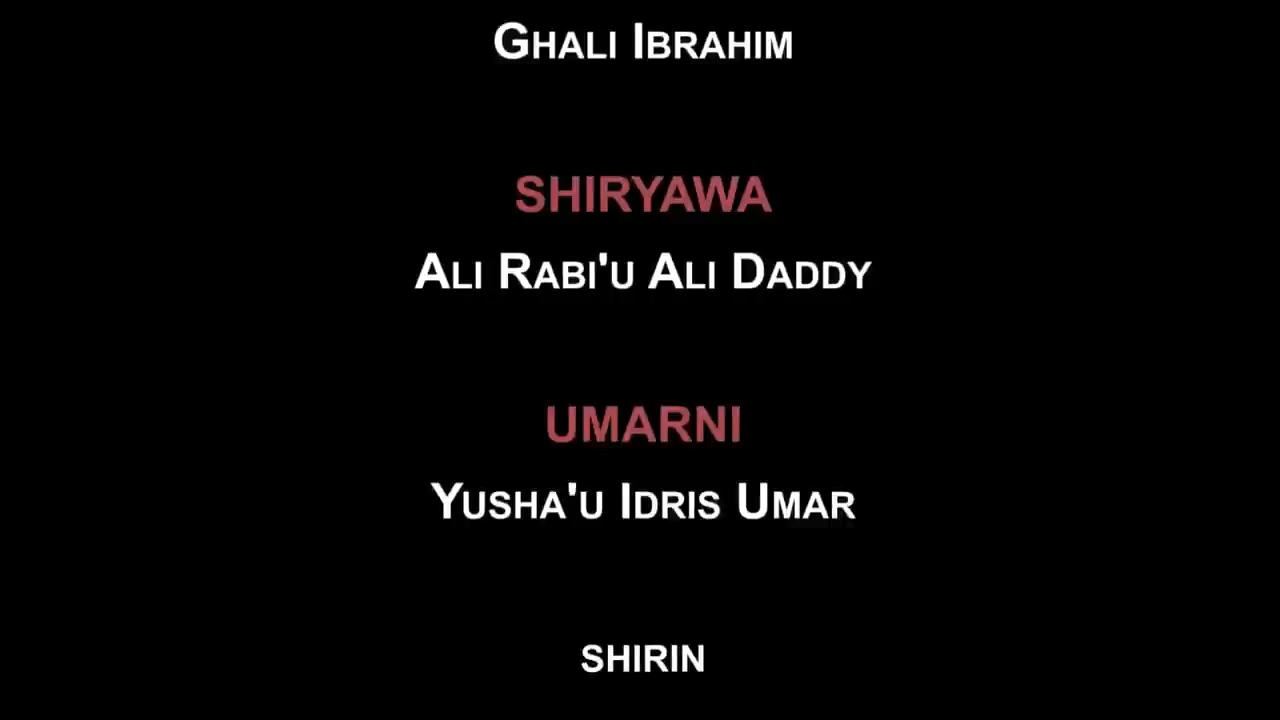 GHALI IBRAHIM
SHIRYAWA
ALI RABI'U ALI DADDY
UMARNI
YUSHA'U IDRIS UMAR
SHIRIN